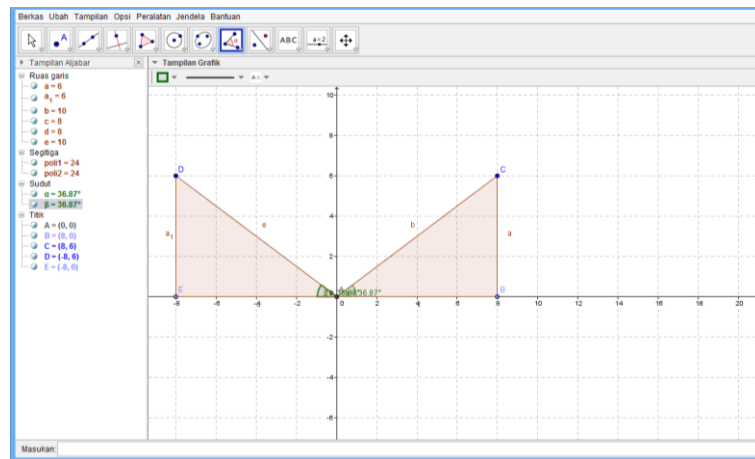 Berkas Ubah Tampilan Opsi Peralatan Jendela Bantuan
A ABC a=2
Tampilan Aljabar
Tampilan Grafik
Ruas garis
a = 6
a1 = 6
b = 10
c = 8
d = 8
e = 10
Segitiga
poli1 = 24
poli2 = 24
Sudut
α = 36.87°
β = 36.87°
Titik
A = (0, 0)
B = (8, 0)
C = (8, 6)
D = (-8, 6)
E = (-8, 0)
10
8
D C
6
a1 e b a
4
2
E 36.87° B
-8 -6 -4 -2 0 2 4 6 8 10 12 14 16 18 20
-2
-4
-6
Masukan: